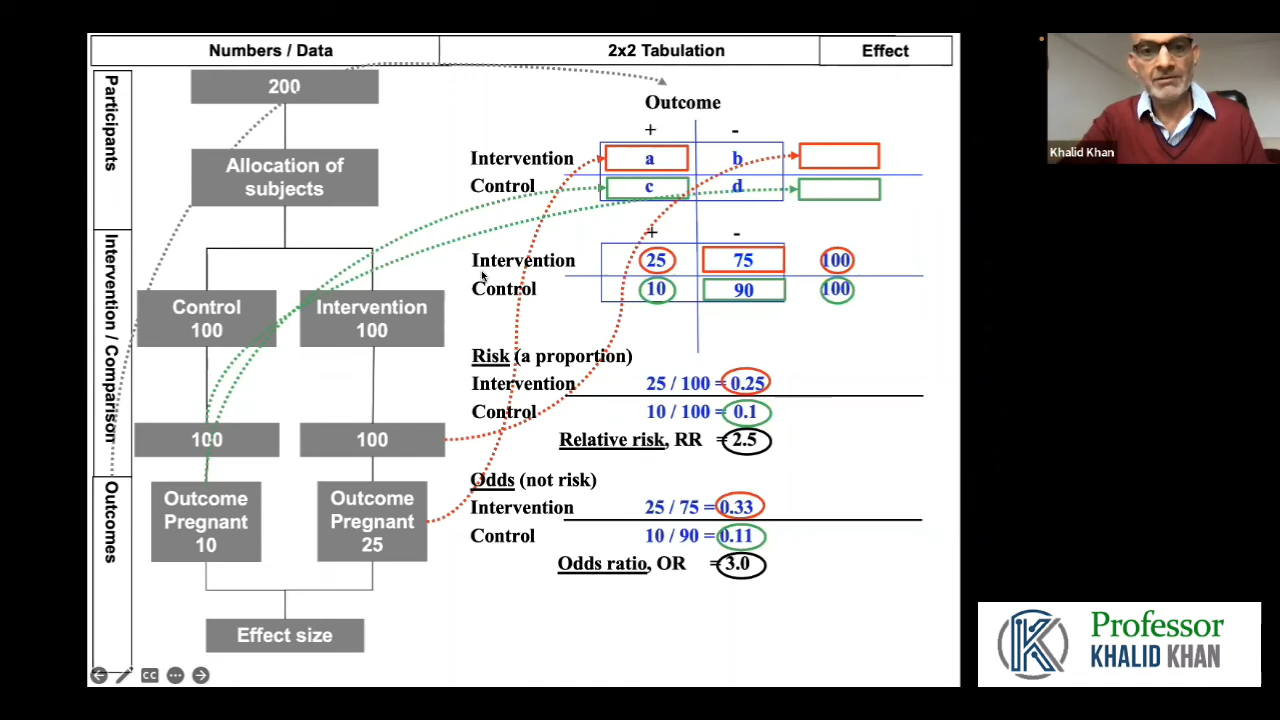 Numbers / Data
2x2 Tabulation
Effect
Participants
Intervention / Comparison
Outcomes
200
Allocation of
subjects
Control
100
Intervention
100
100
100
Outcome
Pregnant
10
Outcome
Pregnant
25
Effect size
Outcome
+ -
Intervention a b
Control c d
+ -
Intervention 25 75 100
Control 10 90 100
Risk (a proportion)
Intervention 25 / 100 = 0.25
Control 10 / 100 = 0.1
Relative risk, RR = 2.5
Odds (not risk)
Intervention 25 / 75 = 0.33
Control 10 / 90 = 0.11
Odds ratio, OR = 3.0
CC
Khalid Khan
K
Professor
KHALID KHAN